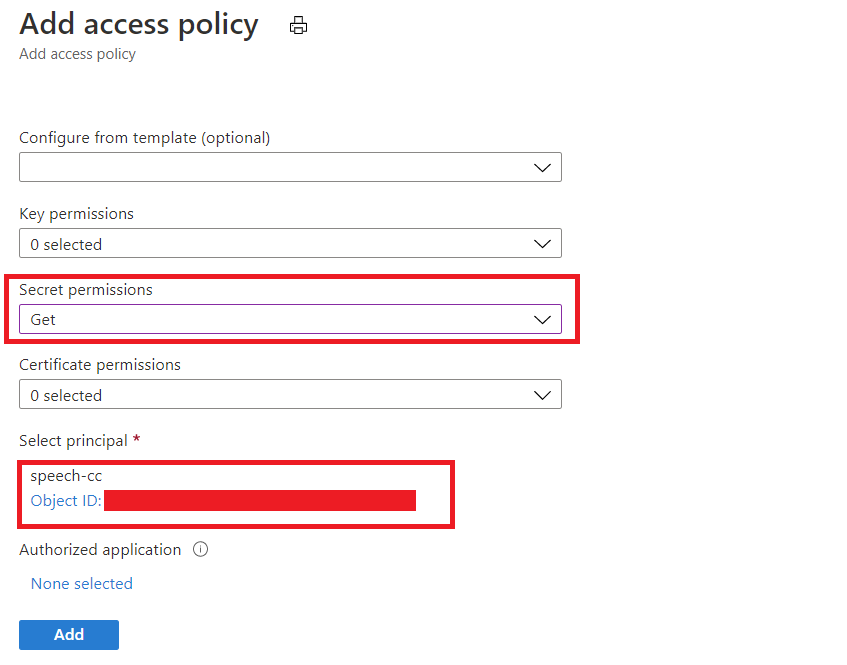 Add access policy
Add access policy
Configure from template (optional)
Key permissions
0 selected
Secret permissions
Get
Certificate permissions
0 selected
Select principal *
speech-cc
Object ID:
Authorized application
None selected
Add